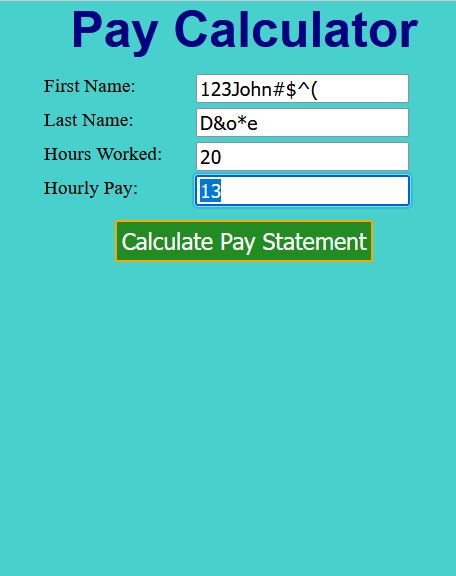 Pay Calculator
First Name: 123John#$^(
Last Name: D&o*e
Hours Worked: 20
Hourly Pay: 13
Calculate Pay Statement